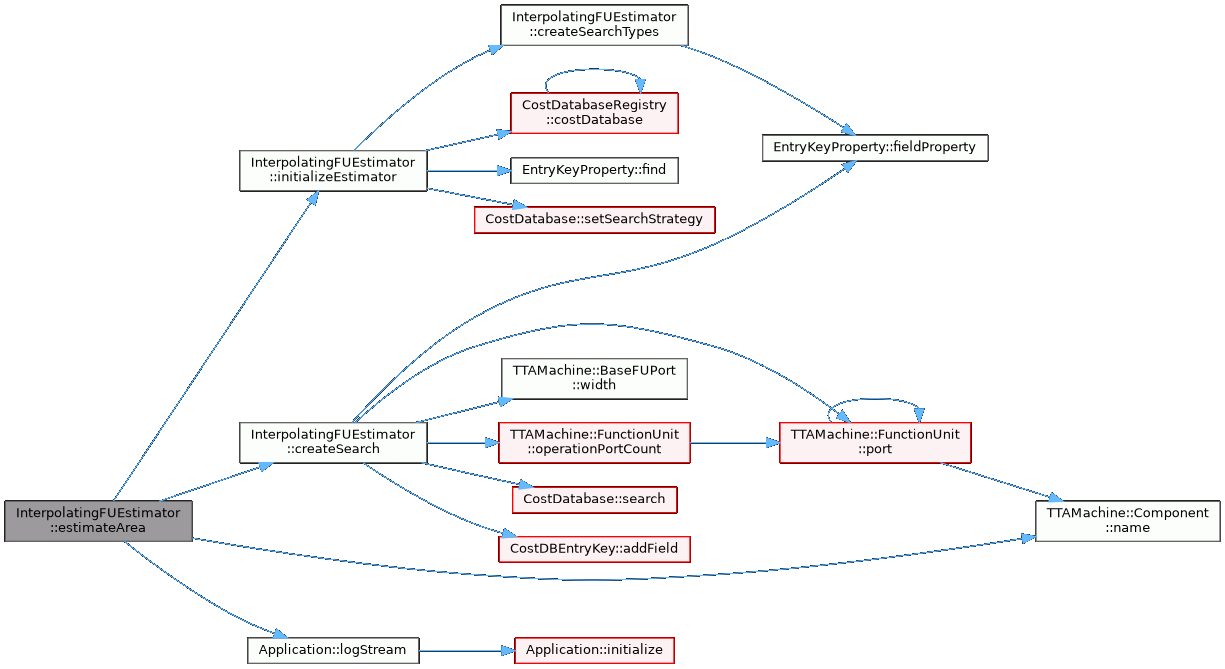 InterpolatingFUEstimator
::createSearchTypes
CostDatabaseRegistry
::costDatabase
EntryKeyProperty::fieldProperty
InterpolatingFUEstimator
::initializeEstimator
EntryKeyProperty::find
CostDatabase::setSearchStrategy
TTAMachine::BaseFUPort
::width
InterpolatingFUEstimator
::createSearch
TTAMachine::FunctionUnit
::operationPortCount
TTAMachine::FunctionUnit
::port
CostDatabase::search
InterpolatingFUEstimator
::estimateArea
TTAMachine::Component
::name
CostDBEntryKey::addField
Application::logStream
Application::initialize